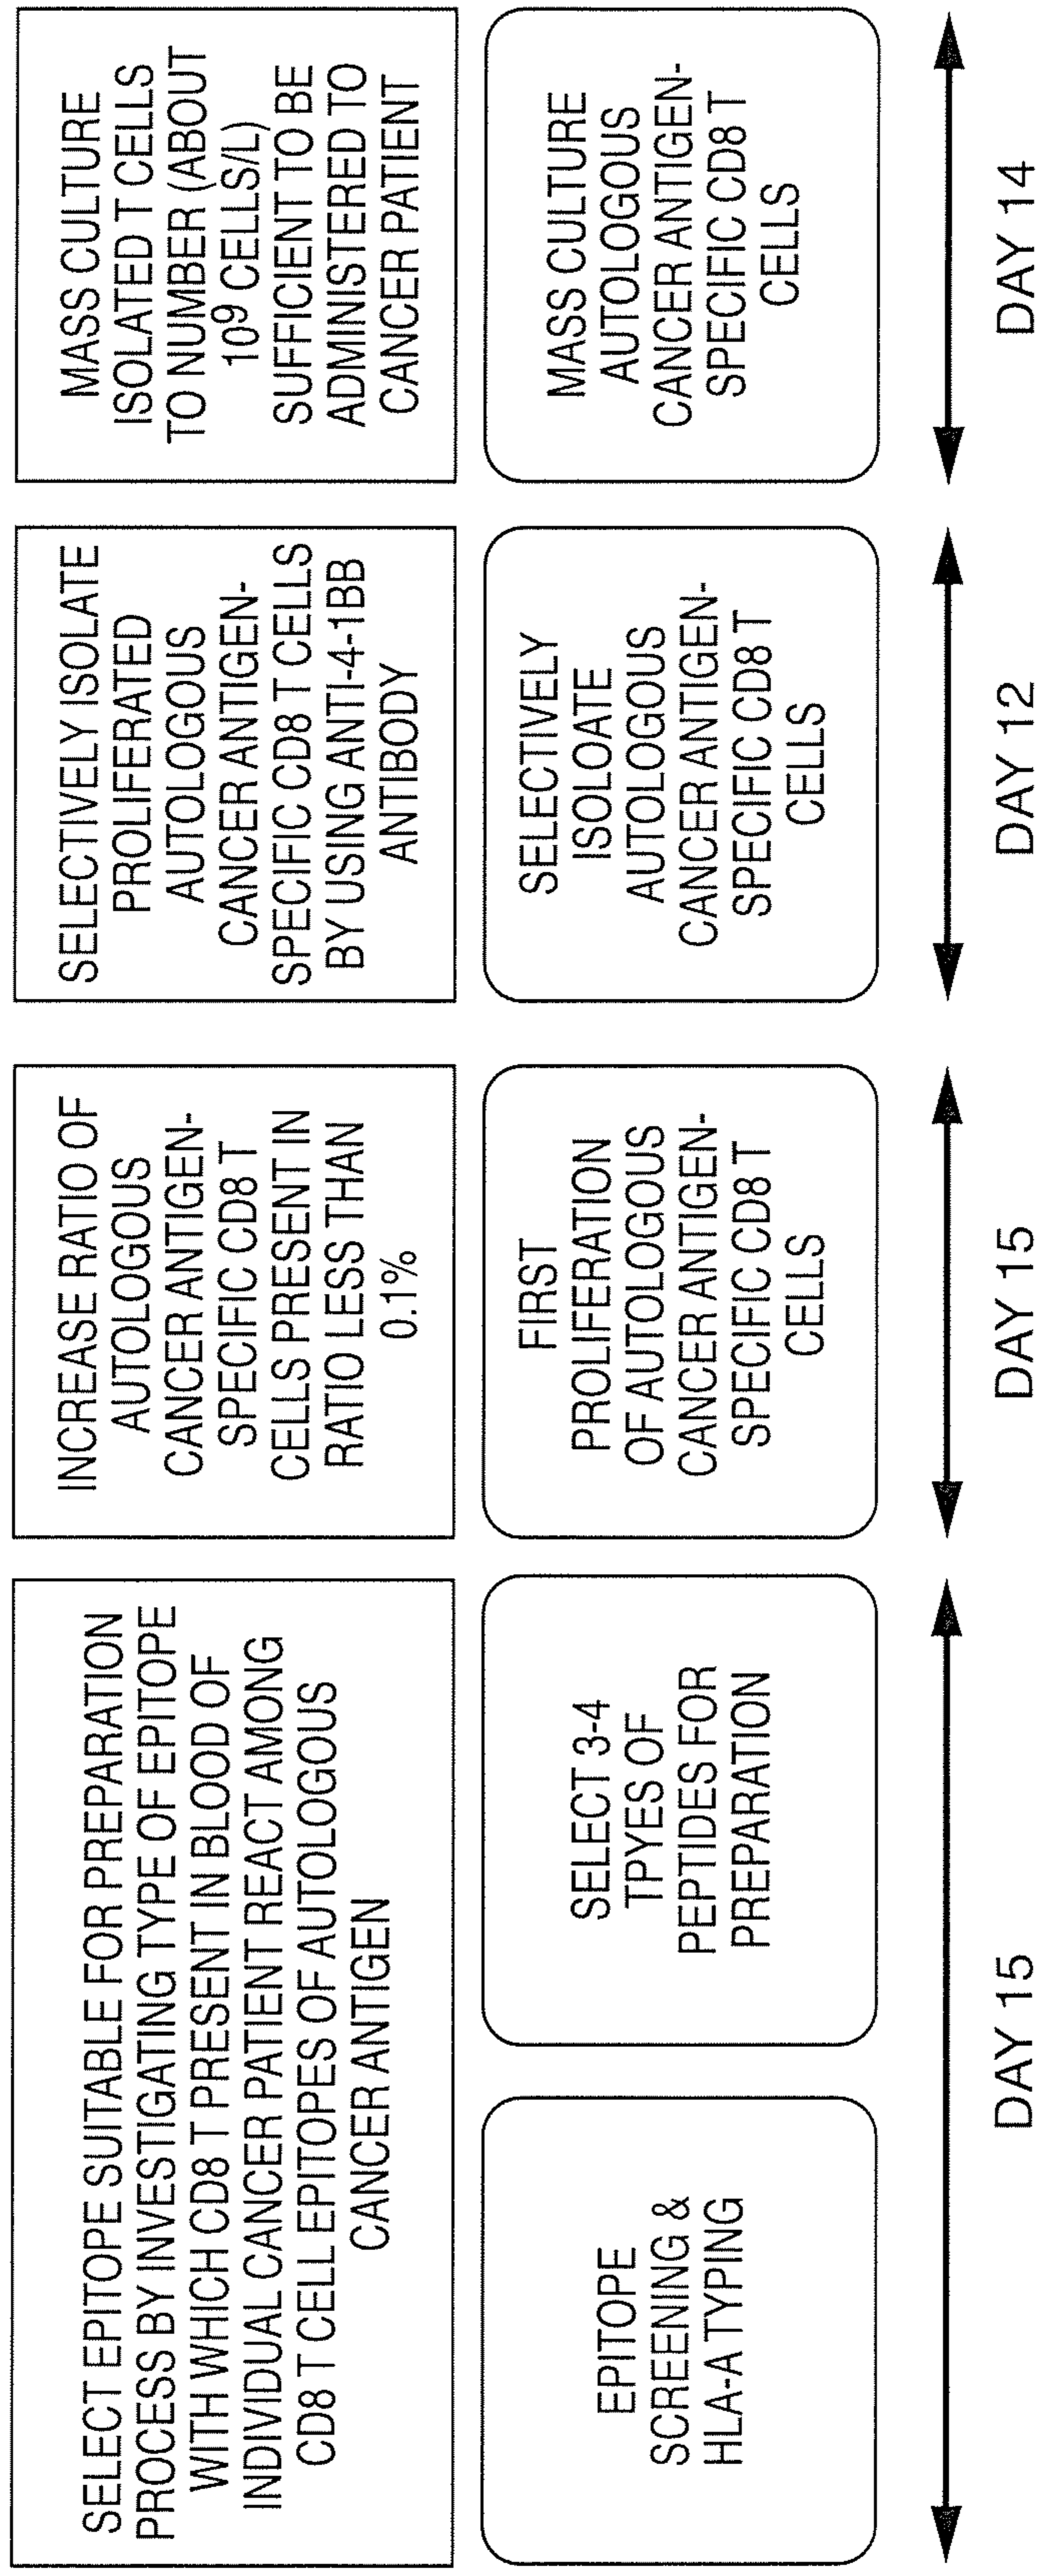 SELECT EPITOPE SUITABLE FOR PREPARATION
PROCESS BY INVESTIGATING TYPE OF EPITOPE
WITH WHICH CD8 T PRESENT IN BLOOD OF
INDIVIDUAL CANCER PATIENT REACT AMONG
CD8 T CELL EPITOPES OF AUTOLOGOUS
CANCER ANTIGEN
INCREASE RATIO OF
AUTOLOGOUS
CANCER ANTIGEN-
SPECIFIC CD8 T
CELLS PRESENT IN
RATIO LESS THAN
0.1%
SELECTIVELY ISOLATE
PROLIFERATED
AUTOLOGOUS
CANCER ANTIGEN-
SPECIFIC CD8 T CELLS
BY USING ANTI-4-1BB
ANTIBODY
MASS CULTURE
ISOLATED T CELLS
TO NUMBER (ABOUT
10⁹ CELLS/L)
SUFFICIENT TO BE
ADMINISTERED TO
CANCER PATIENT
EPITOPE
SCREENING &
HLA-A TYPING
SELECT 3-4
TPYES OF
PEPTIDES FOR
PREPARATION
FIRST
PROLIFERATION
OF AUTOLOGOUS
CANCER ANTIGEN-
SPECIFIC CD8 T
CELLS
SELECTIVELY
ISOLOATE
AUTOLOGOUS
CANCER ANTIGEN-
SPECIFIC CD8 T
CELLS
MASS CULTURE
AUTOLOGOUS
CANCER ANTIGEN-
SPECIFIC CD8 T
CELLS
DAY 15
DAY 15
DAY 12
DAY 14